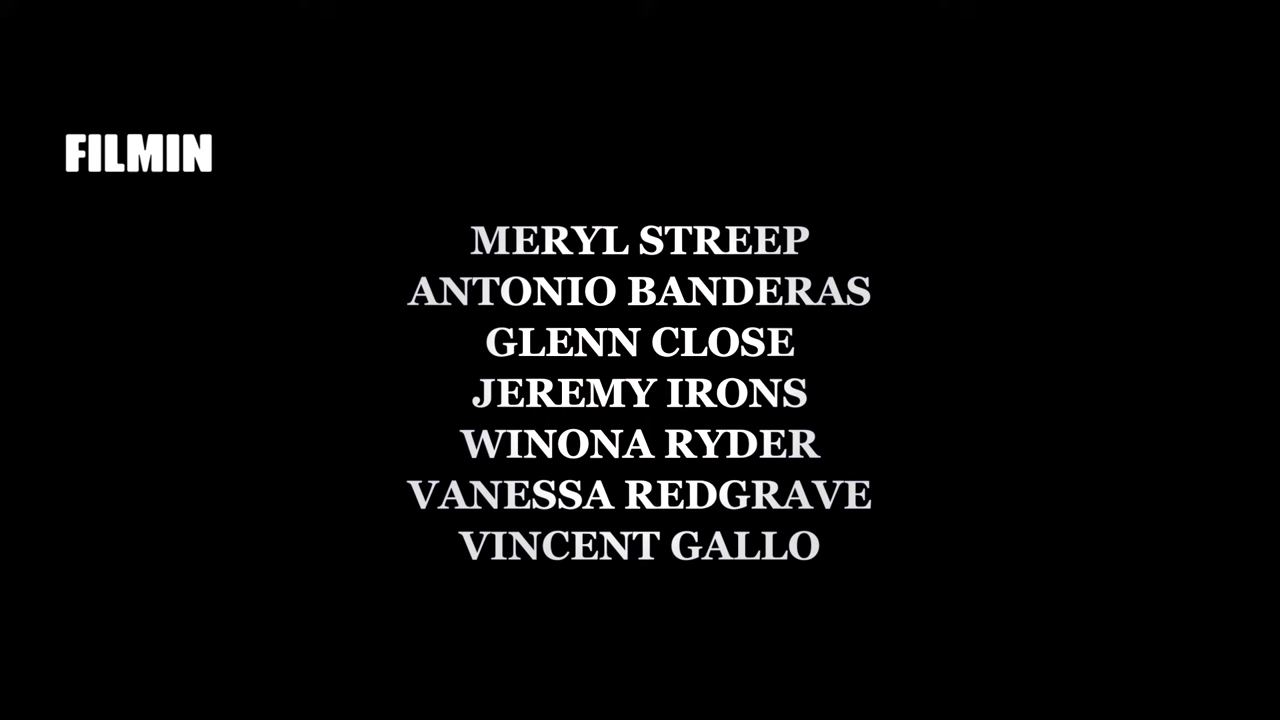 FILMIN
MERYL STREEP
ANTONIO BANDERAS
GLENN CLOSE
JEREMY IRONS
WINONA RYDER
VANESSA REDGRAVE
VINCENT GALLO